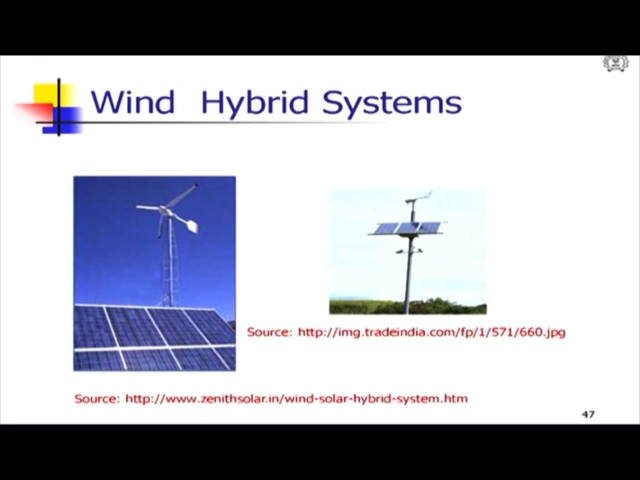 Wind Hybrid Systems
Source: http://img.tradeindia.com/fp/1/571/660.jpg
Source: http://www.zenithsolar.in/wind-solar-hybrid-system.htm
47